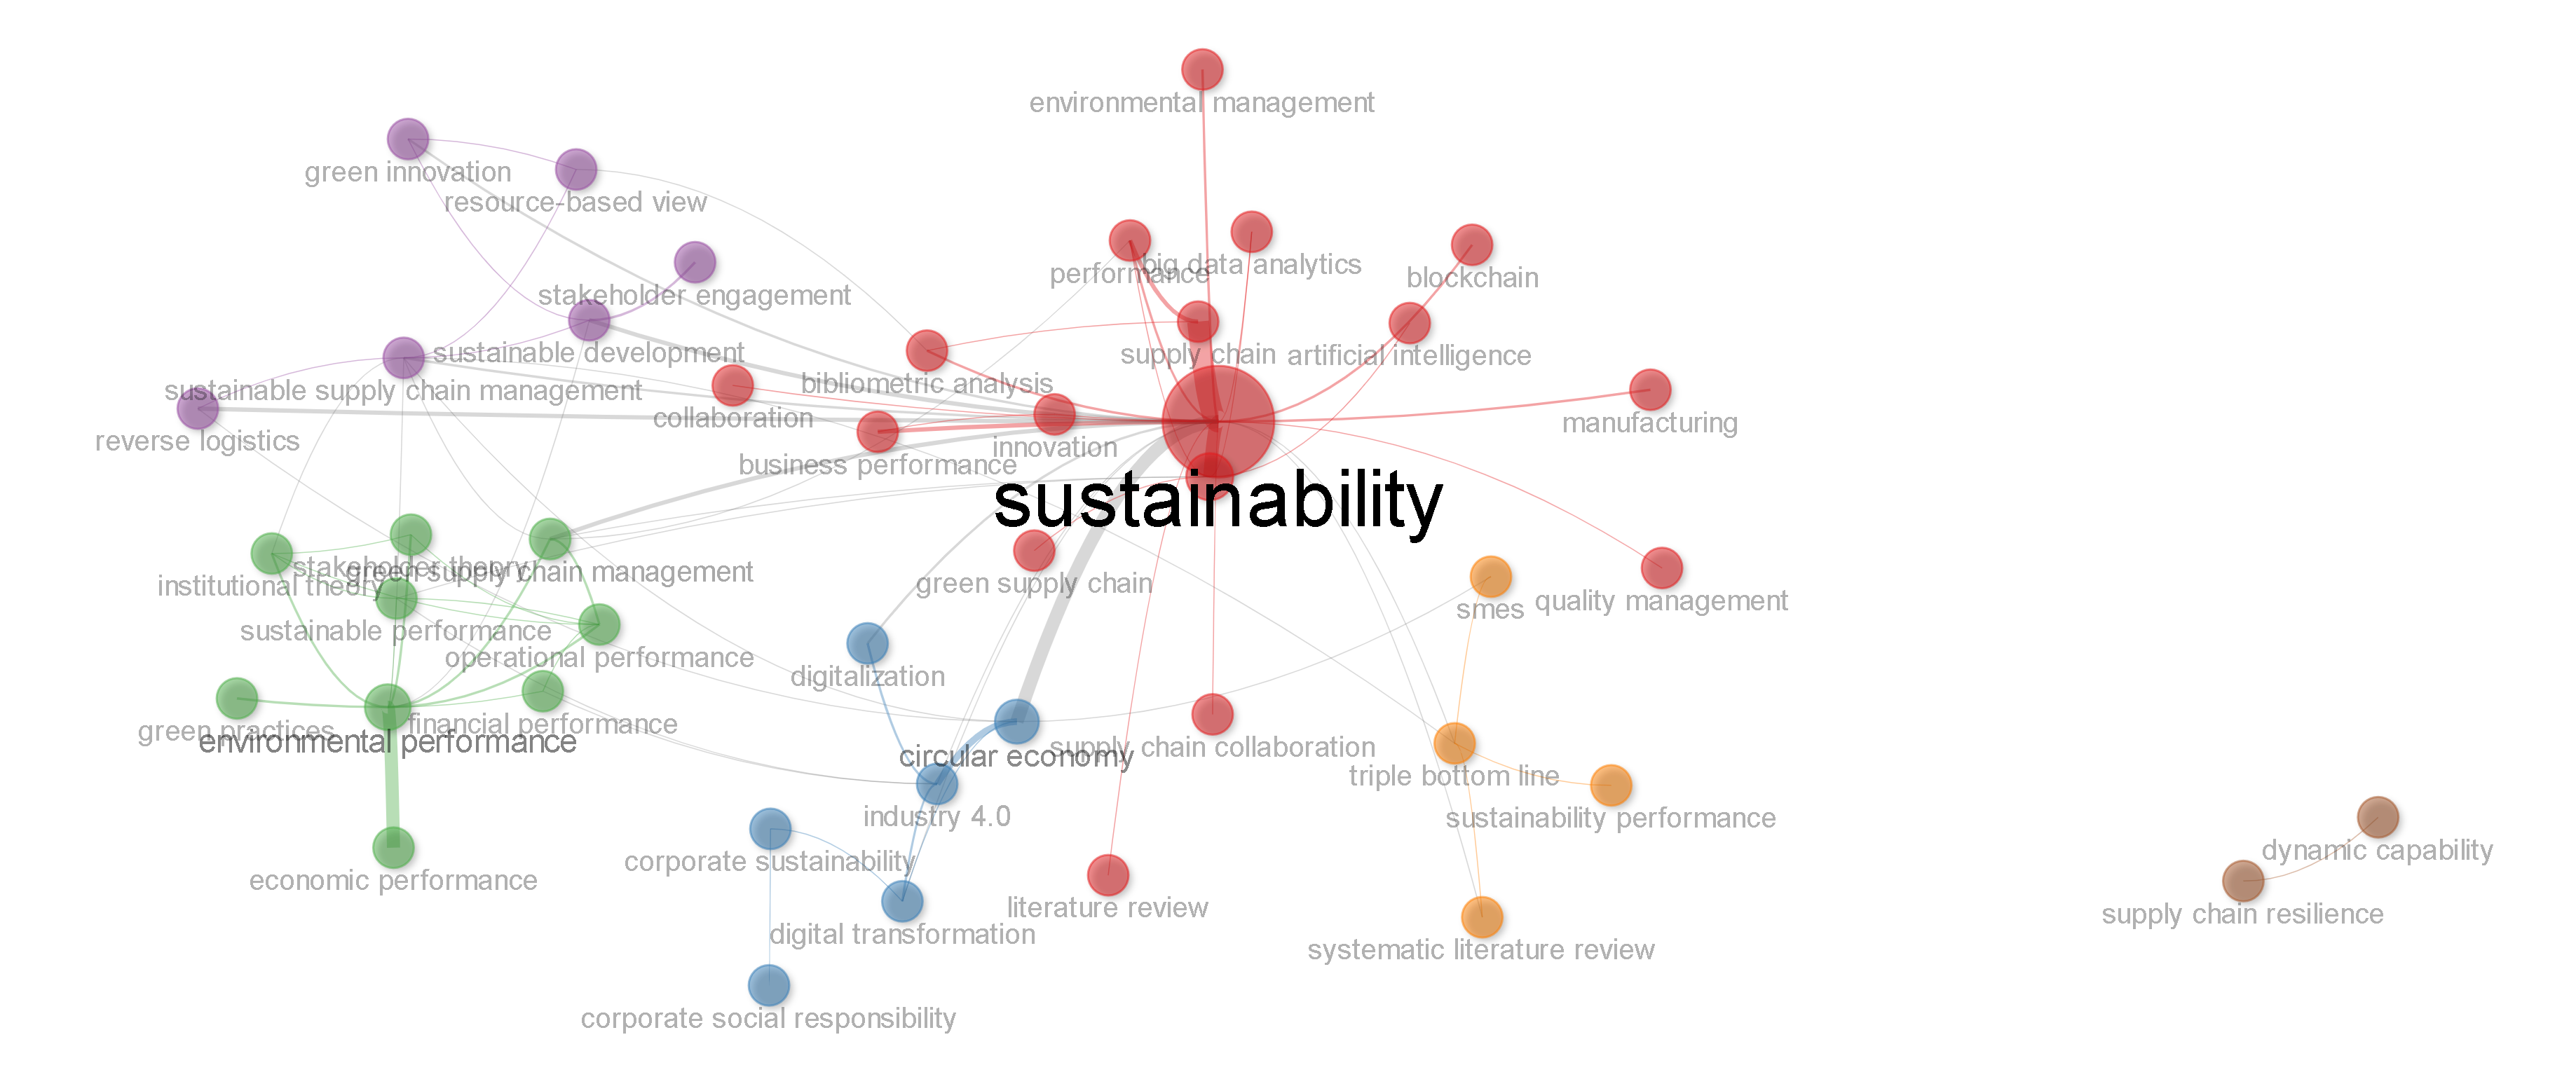 environmental management
green innovation
resource-based view
performance
big data analytics
blockchain
stakeholder engagement
sustainable development
supply chain
artificial intelligence
sustainable supply chain management
bibliometric analysis
collaboration
manufacturing
reverse logistics
business performance
innovation
sustainability
stakeholder theory
green supply chain management
institutional theory
green supply chain
smes
quality management
sustainable performance
operational performance
digitalization
green practices
financial performance
environmental performance
circular economy
supply chain collaboration
triple bottom line
industry 4.0
sustainability performance
corporate sustainability
dynamic capability
economic performance
literature review
supply chain resilience
digital transformation
systematic literature review
corporate social responsibility